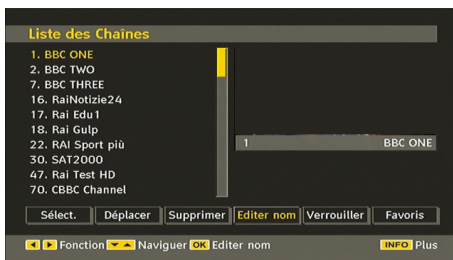 Liste des Chaînes
1. BBC ONE
2. BBC TWO
7. BBC THREE
16. RaiNotizie24
17. Rai Edu1
18. Rai Gulp
22. RAI Sport più
30. SAT2000
47. Rai Test HD
70. CBBC Channel
1 BBC ONE
Sélect. Déplacer Supprimer Editer nom Verrouiller Favoris
Fonction Naviguer OK Editer nom INFO Plus